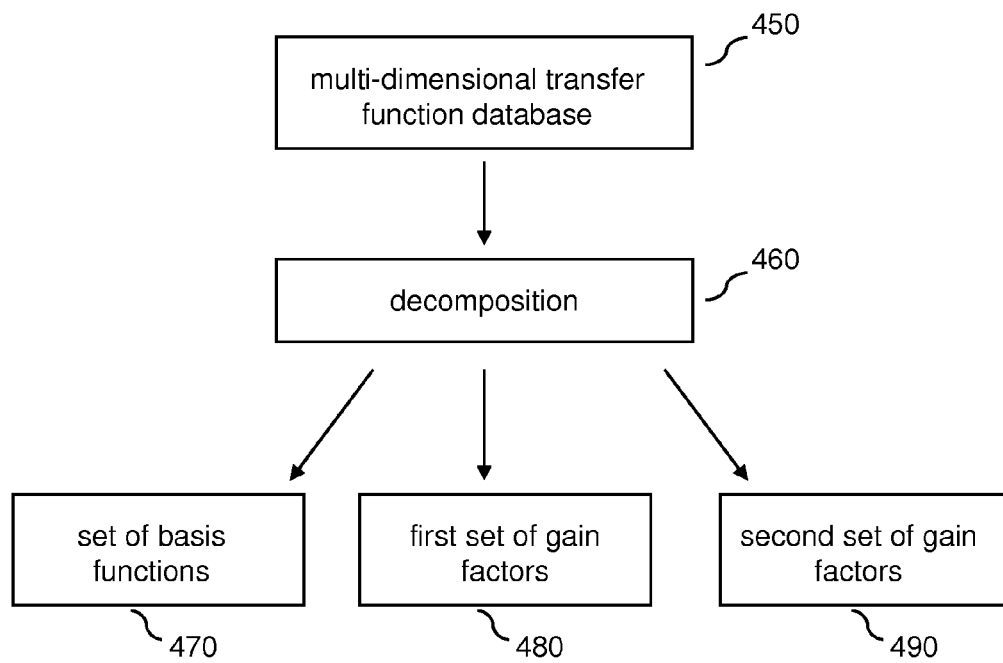 450
multi-dimensional transfer
function database
460
decomposition
set of basis
functions
first set of gain
factors
second set of gain
factors
470
480
490